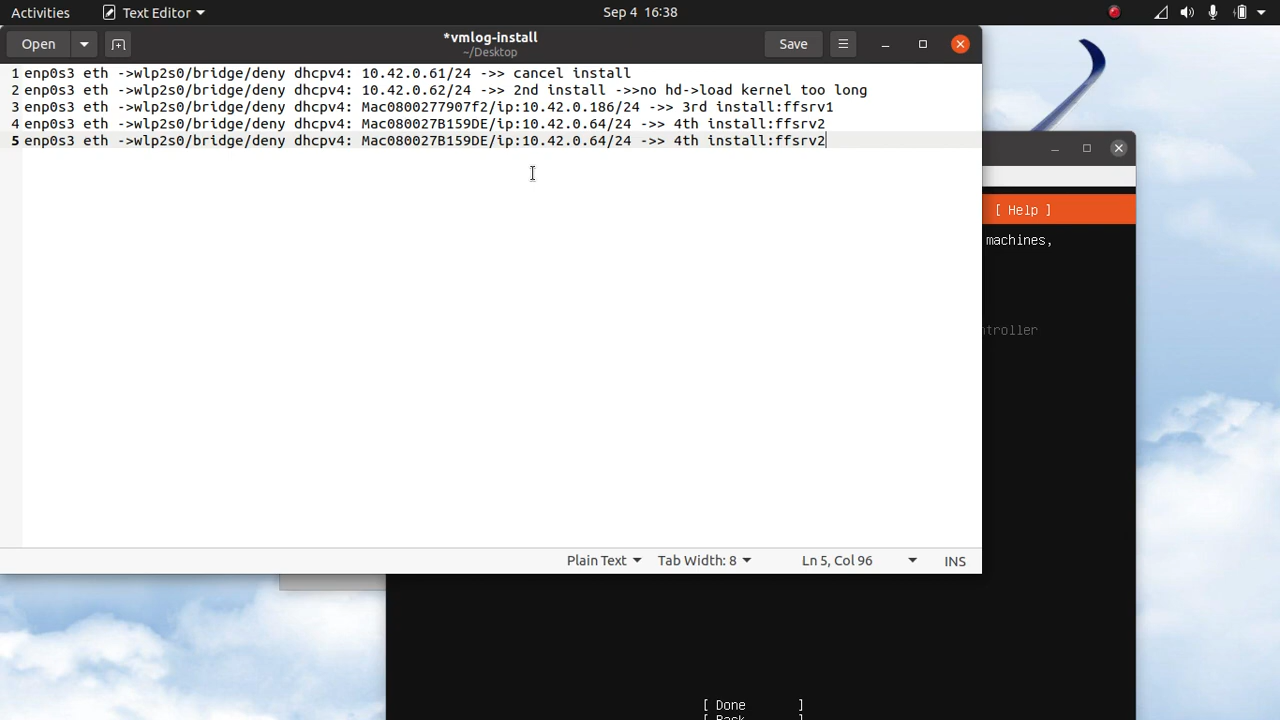 Activities
Text Editor
Sep 4 16:38
Open
*vmlog-install
~/Desktop
Save
1 enp0s3 eth ->wlp2s0/bridge/deny dhcpv4: 10.42.0.61/24 ->> cancel install
2 enp0s3 eth ->wlp2s0/bridge/deny dhcpv4: 10.42.0.62/24 ->> 2nd install ->>no hd->load kernel too long
3 enp0s3 eth ->wlp2s0/bridge/deny dhcpv4: Mac0800277907f2/ip:10.42.0.186/24 ->> 3rd install:ffsrv1
4 enp0s3 eth ->wlp2s0/bridge/deny dhcpv4: Mac080027B159DE/ip:10.42.0.64/24 ->> 4th install:ffsrv2
5 enp0s3 eth ->wlp2s0/bridge/deny dhcpv4: Mac080027B159DE/ip:10.42.0.64/24 ->> 4th install:ffsrv2
[ Help ]
machines,
ntroller
Plain Text
Tab Width: 8
Ln 5, Col 96
INS
[ Done ]
[ Back ]